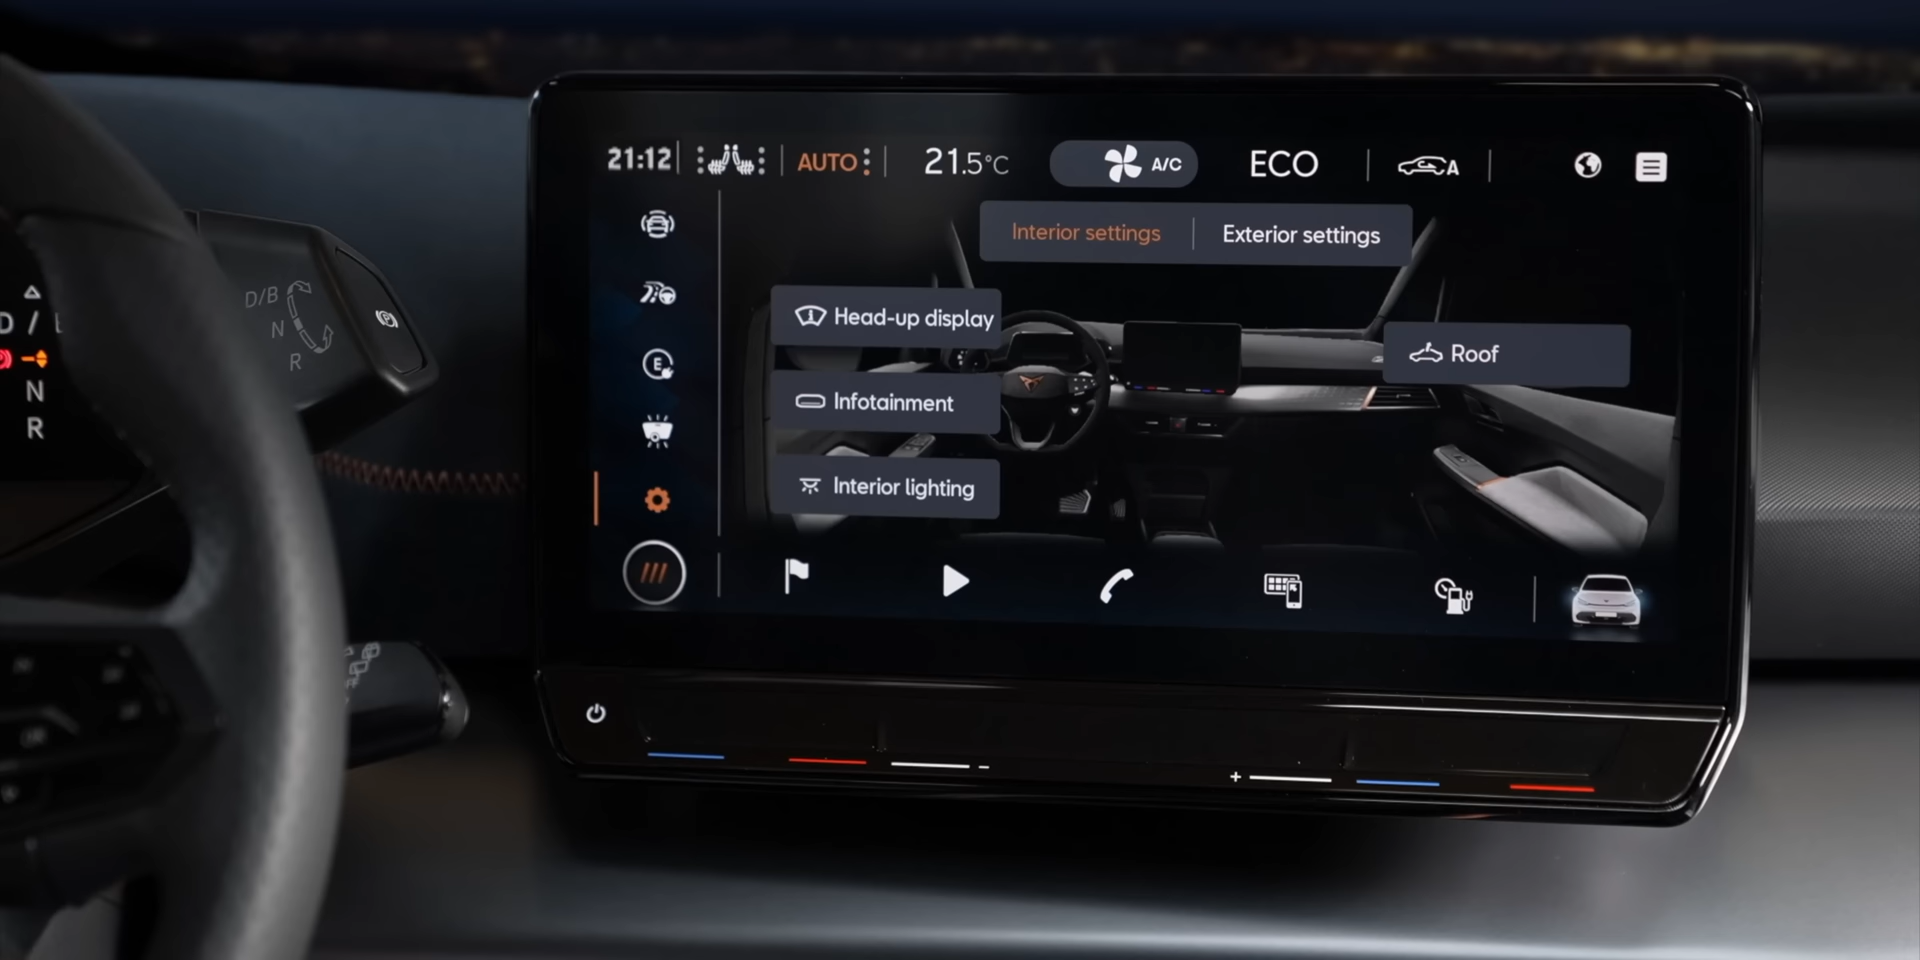 21:12 AUTO 21.5°C A/C ECO A
Interior settings Exterior settings
Head-up display
Roof
Infotainment
Interior lighting
E
D/B
N
R
P
D /
N
R
- +